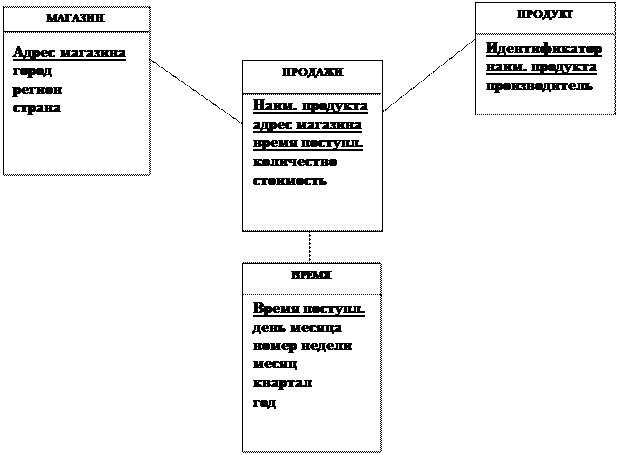 МАГАЗИН
Адрес магазина
город
регион
страна
ПРОДАЖИ
Наим. продукта
адрес магазина
время поступл.
количество
стоимость
ПРОДУКТ
Идентификатор
наим. продукта
производитель
ВРЕМЯ
Время поступл.
день месяца
номер недели
месяц
квартал
год